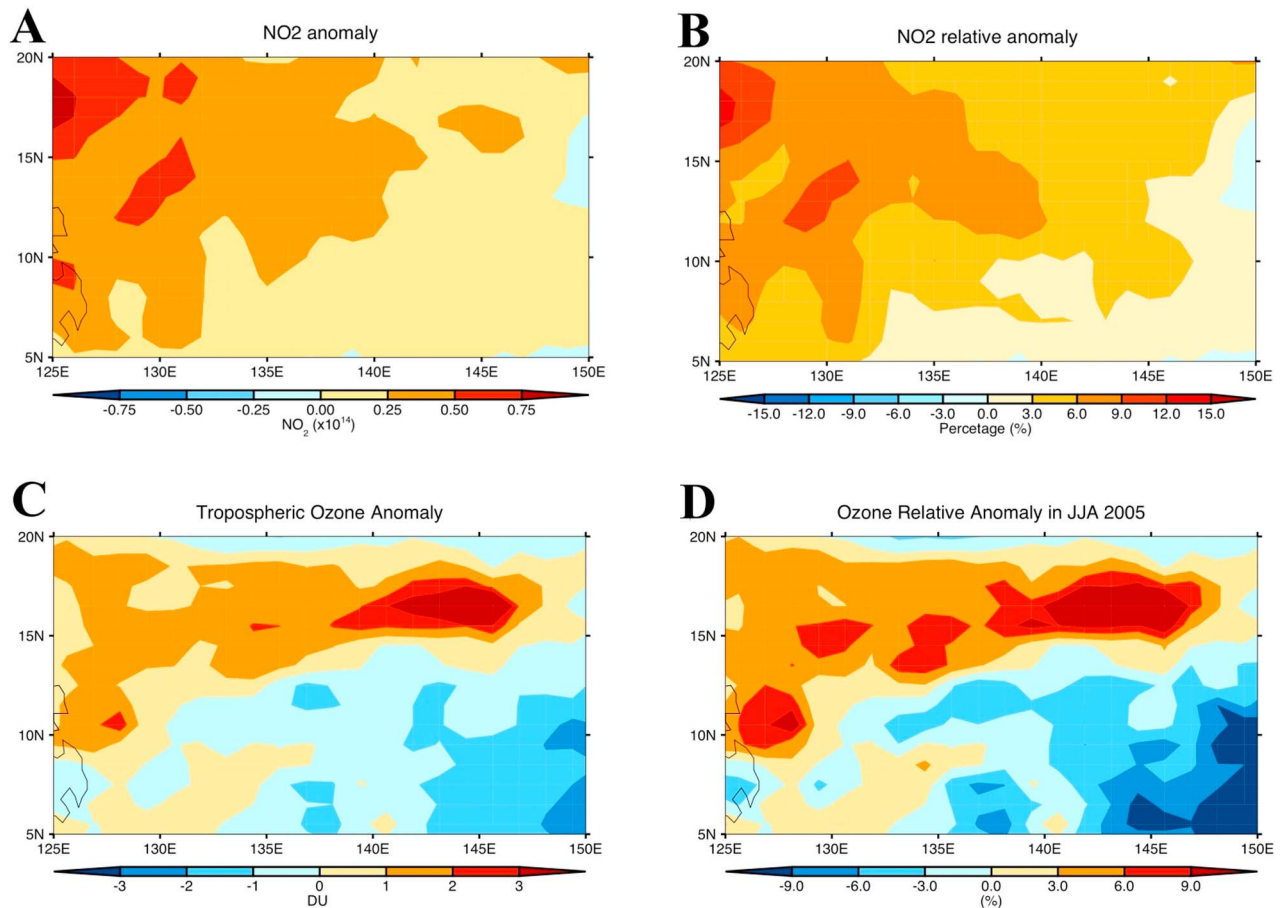 A
NO2 anomaly
20N
15N
10N
5N
125E 130E 135E 140E 145E 150E
-0.75 -0.50 -0.25 0.00 0.25 0.50 0.75
NO2 (x10^14)
B
NO2 relative anomaly
20N
15N
10N
5N
125E 130E 135E 140E 145E 150E
-15.0 -12.0 -9.0 -6.0 -3.0 0.0 3.0 6.0 9.0 12.0 15.0
Percetage (%)
C
Tropospheric Ozone Anomaly
20N
15N
10N
5N
125E 130E 135E 140E 145E 150E
-3 -2 -1 0 1 2 3
DU
D
Ozone Relative Anomaly in JJA 2005
20N
15N
10N
5N
125E 130E 135E 140E 145E 150E
-9.0 -6.0 -3.0 0.0 3.0 6.0 9.0
(%)